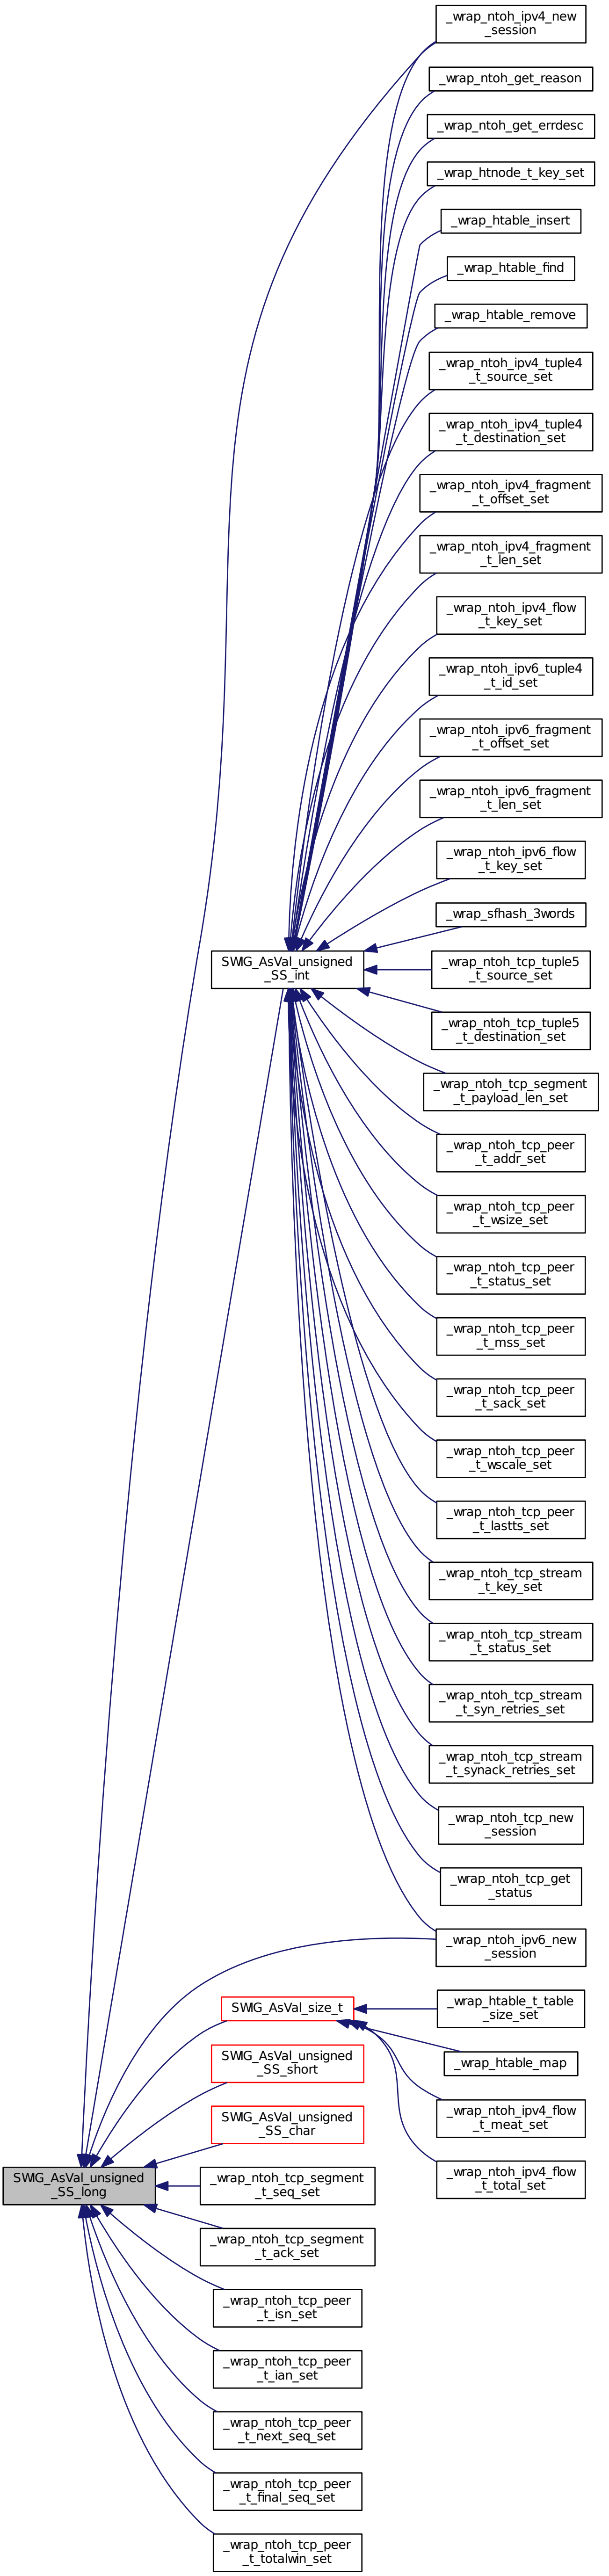 _wrap_ntoh_ipv4_new
_session
_wrap_ntoh_get_reason
_wrap_ntoh_get_errdesc
_wrap_htnode_t_key_set
_wrap_htable_insert
_wrap_htable_find
_wrap_htable_remove
_wrap_ntoh_ipv4_tuple4
_t_source_set
_wrap_ntoh_ipv4_tuple4
_t_destination_set
_wrap_ntoh_ipv4_fragment
_t_offset_set
_wrap_ntoh_ipv4_fragment
_t_len_set
_wrap_ntoh_ipv4_flow
_t_key_set
_wrap_ntoh_ipv6_tuple4
_t_id_set
_wrap_ntoh_ipv6_fragment
_t_offset_set
_wrap_ntoh_ipv6_fragment
_t_len_set
_wrap_ntoh_ipv6_flow
_t_key_set
_wrap_sfhash_3words
SWIG_AsVal_unsigned
_SS_int
_wrap_ntoh_tcp_tuple5
_t_source_set
_wrap_ntoh_tcp_tuple5
_t_destination_set
_wrap_ntoh_tcp_segment
_t_payload_len_set
_wrap_ntoh_tcp_peer
_t_addr_set
_wrap_ntoh_tcp_peer
_t_wsize_set
_wrap_ntoh_tcp_peer
_t_status_set
_wrap_ntoh_tcp_peer
_t_mss_set
_wrap_ntoh_tcp_peer
_t_sack_set
_wrap_ntoh_tcp_peer
_t_wscale_set
_wrap_ntoh_tcp_peer
_t_lastts_set
_wrap_ntoh_tcp_stream
_t_key_set
_wrap_ntoh_tcp_stream
_t_status_set
_wrap_ntoh_tcp_stream
_t_syn_retries_set
_wrap_ntoh_tcp_stream
_t_synack_retries_set
_wrap_ntoh_tcp_new
_session
_wrap_ntoh_tcp_get
_status
_wrap_ntoh_ipv6_new
_session
SWIG_AsVal_size_t
_wrap_htable_t_table
_size_set
_wrap_htable_map
SWIG_AsVal_unsigned
_SS_short
_wrap_ntoh_ipv4_flow
_t_meat_set
SWIG_AsVal_unsigned
_SS_char
_wrap_ntoh_ipv4_flow
_t_total_set
SWIG_AsVal_unsigned
_SS_long
_wrap_ntoh_tcp_segment
_t_seq_set
_wrap_ntoh_tcp_segment
_t_ack_set
_wrap_ntoh_tcp_peer
_t_isn_set
_wrap_ntoh_tcp_peer
_t_ian_set
_wrap_ntoh_tcp_peer
_t_next_seq_set
_wrap_ntoh_tcp_peer
_t_final_seq_set
_wrap_ntoh_tcp_peer
_t_totalwin_set